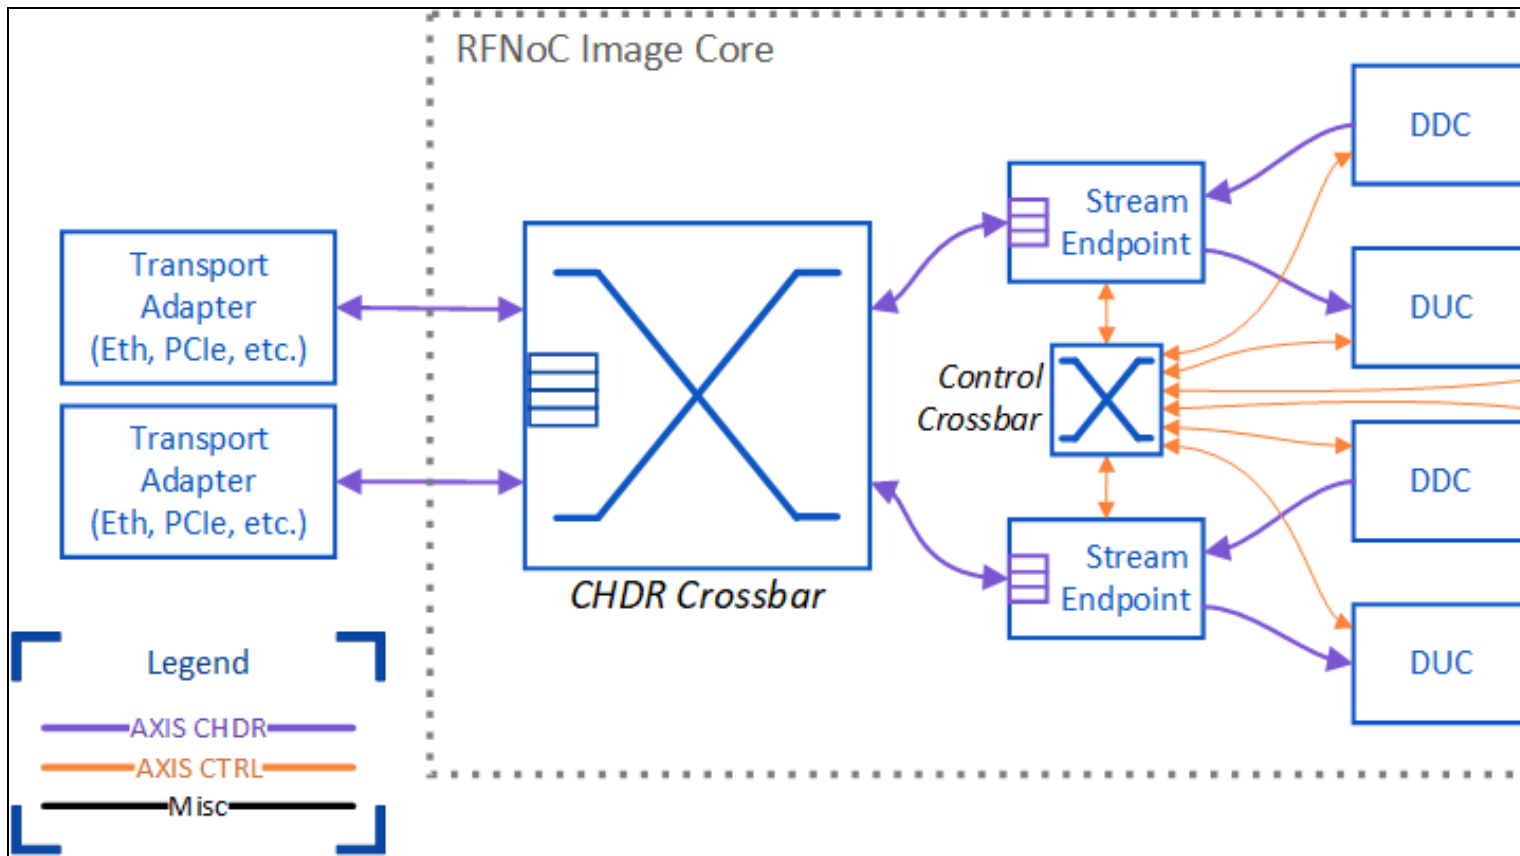 RFNoC Image Core
DDC
Stream
Endpoint
Transport
Adapter
(Eth, PCIe, etc.)
DUC
Control
Crossbar
Transport
Adapter
(Eth, PCIe, etc.)
DDC
Stream
Endpoint
CHDR Crossbar
DUC
Legend
AXIS CHDR
AXIS CTRL
Misc